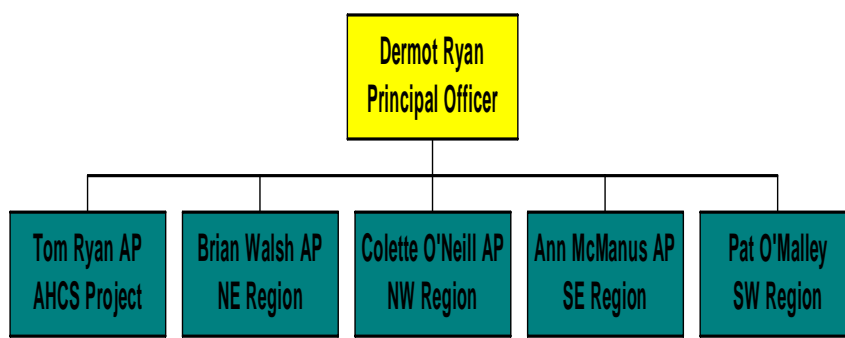 Dermot Ryan
Principal Officer
Tom Ryan AP
AHCS Project
Brian Walsh AP
NE Region
Colette O'Neill AP
NW Region
Ann McManus AP
SE Region
Pat O'Malley
SW Region